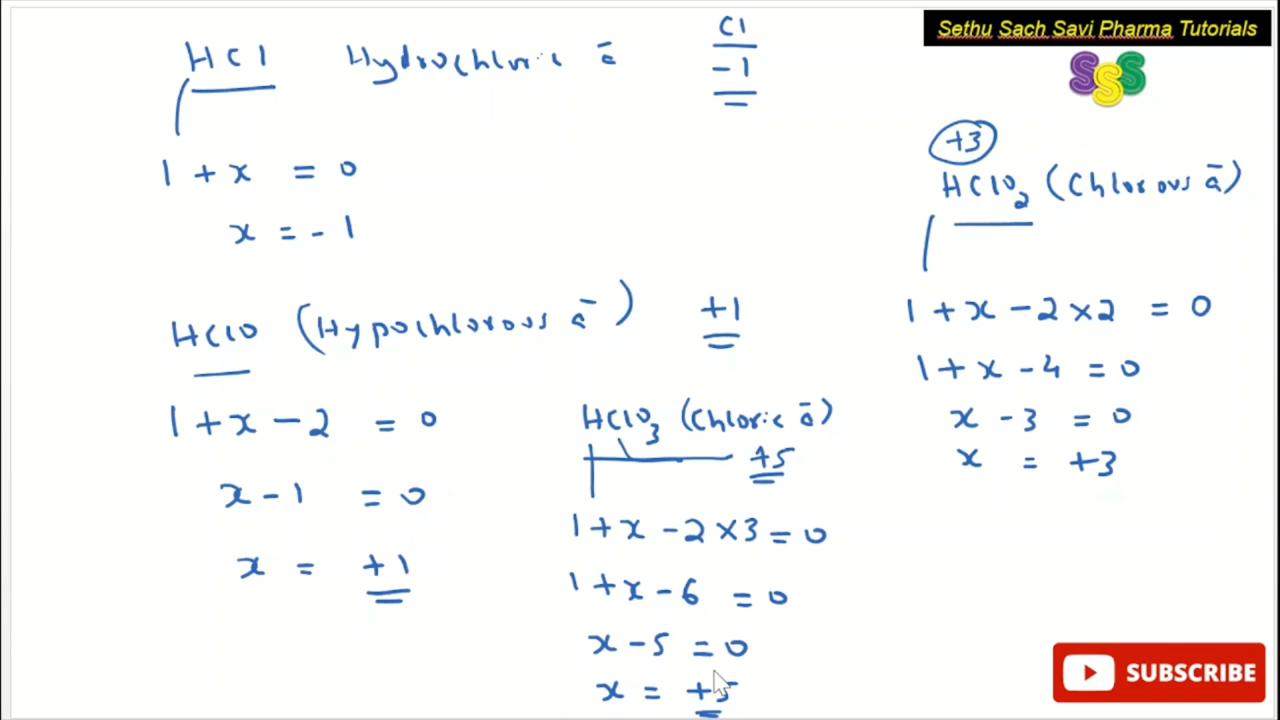 HCl Hydrochloric ā
Cl
-1
1 + x = 0
x = - 1
HClO (Hypochlorous ā) +1
1 + x - 2 = 0
x - 1 = 0
x = +1
HClO₃ (Chloric ā)
+5
1 + x - 2 × 3 = 0
1 + x - 6 = 0
x - 5 = 0
x = +5
Sethu Sach Savi Pharma Tutorials
SSS
+3
HClO₂ (Chlorous ā)
1 + x - 2 × 2 = 0
1 + x - 4 = 0
x - 3 = 0
x = +3
SUBSCRIBE